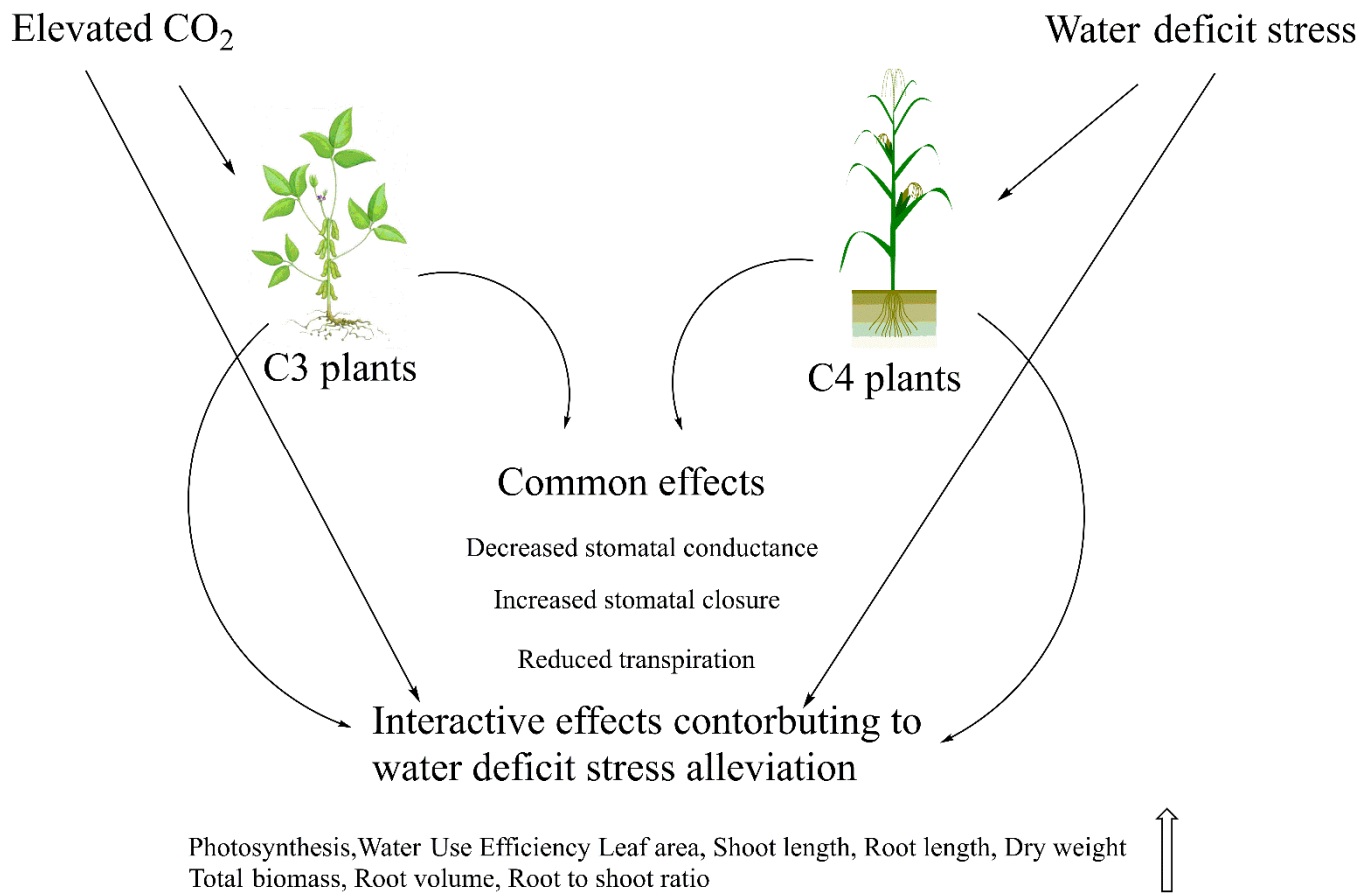 Elevated CO₂
Water deficit stress
C3 plants
C4 plants
Common effects
Decreased stomatal conductance
Increased stomatal closure
Reduced transpiration
Interactive effects contorbuting to
water deficit stress alleviation
Photosynthesis,Water Use Efficiency Leaf area, Shoot length, Root length, Dry weight
Total biomass, Root volume, Root to shoot ratio